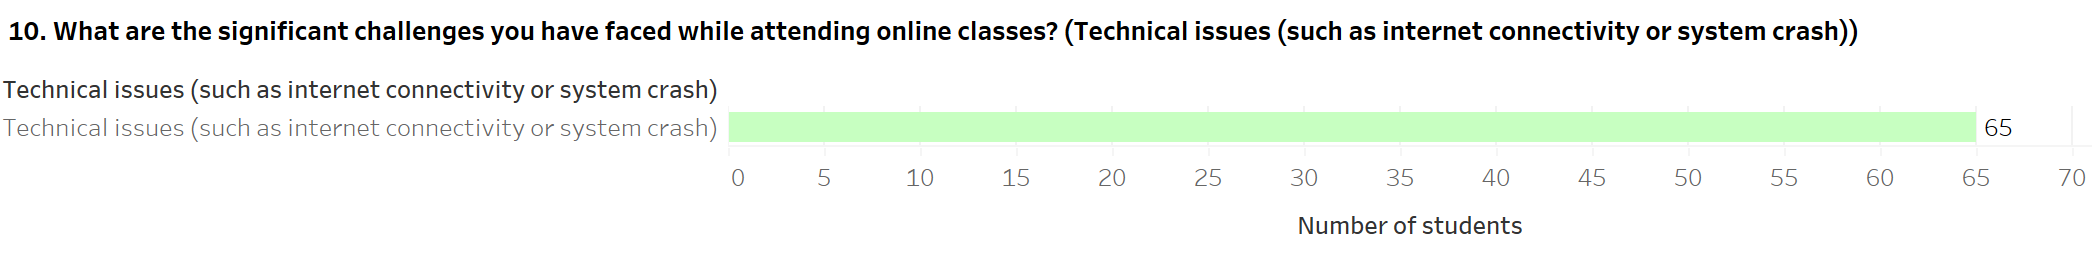 10. What are the significant challenges you have faced while attending online classes? (Technical issues (such as internet connectivity or system crash))
Technical issues (such as internet connectivity or system crash)
Technical issues (such as internet connectivity or system crash) 65
0 5 10 15 20 25 30 35 40 45 50 55 60 65 70
Number of students